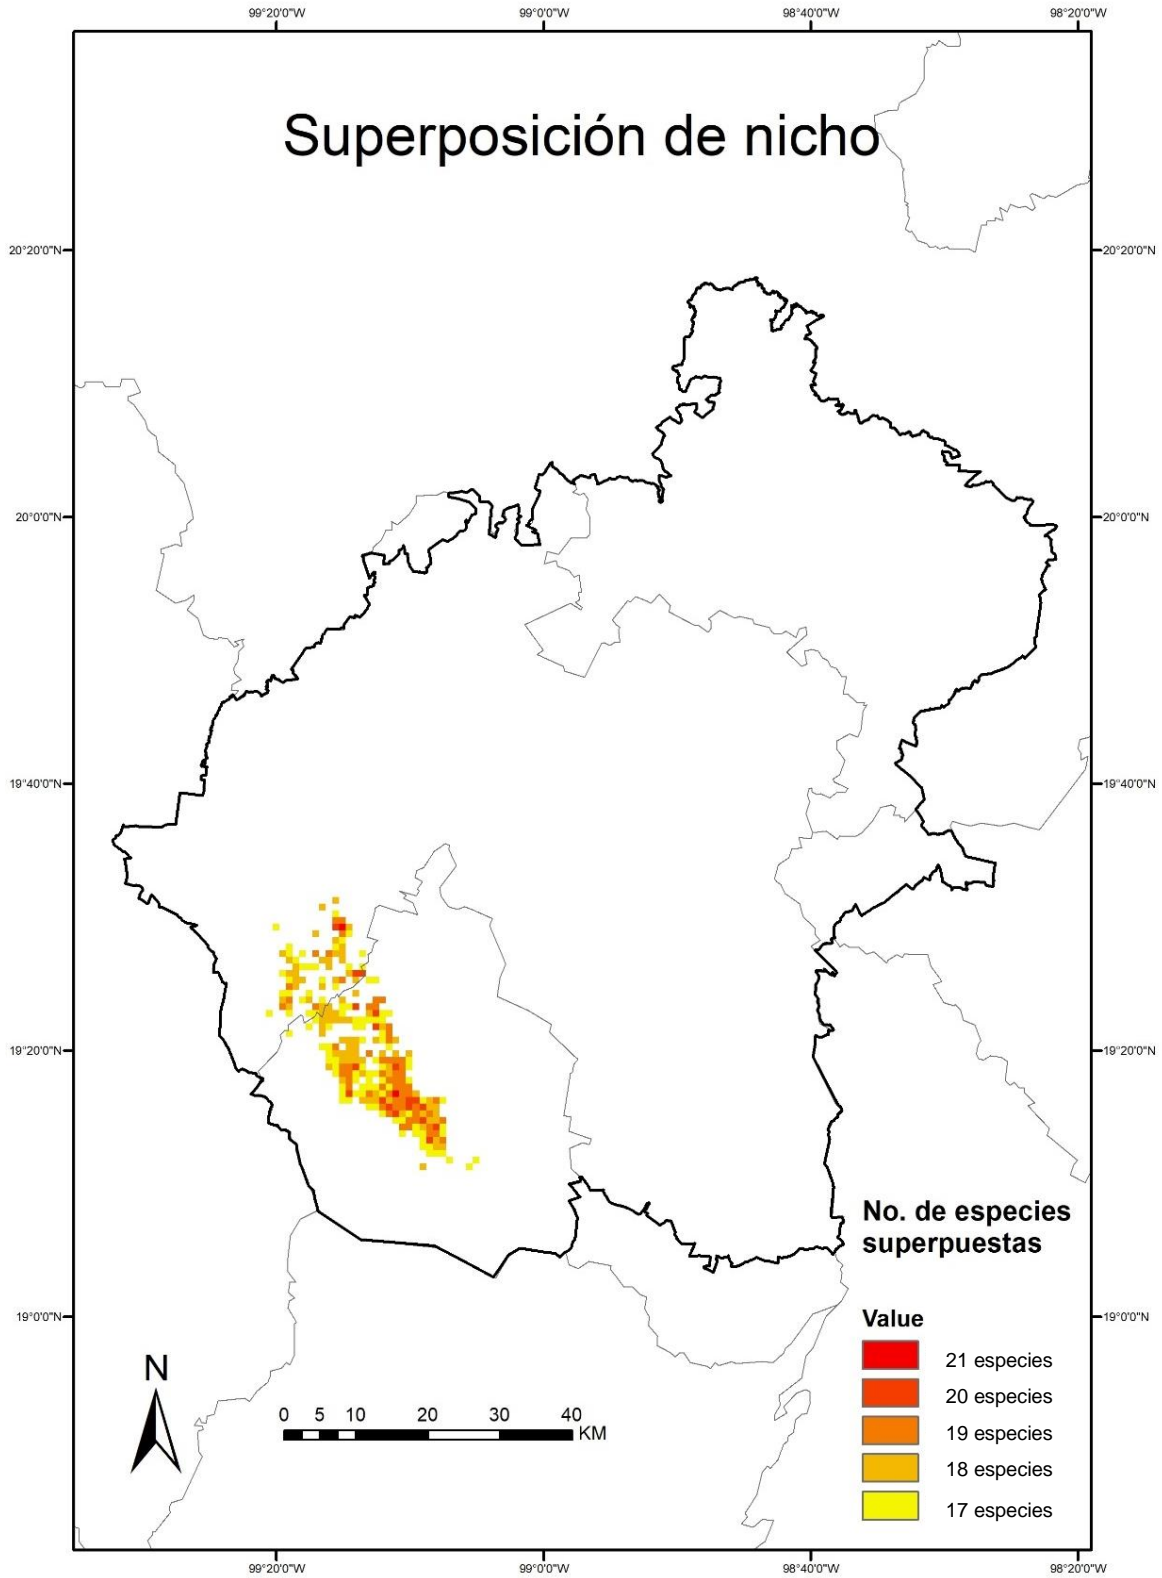 99°20'0"W
99°0'0"W
98°40'0"W
98°20'0"W
Superposición de nicho
20°20'0"N
20°20'0"N
20°0'0"N
20°0'0"N
19°40'0"N
19°40'0"N
19°20'0"N
19°20'0"N
No. de especies
superpuestas
19°0'0"N
19°0'0"N
Value
21 especies
20 especies
19 especies
18 especies
17 especies
N
0 5 10 20 30 40
KM
99°20'0"W
99°0'0"W
98°40'0"W
98°20'0"W